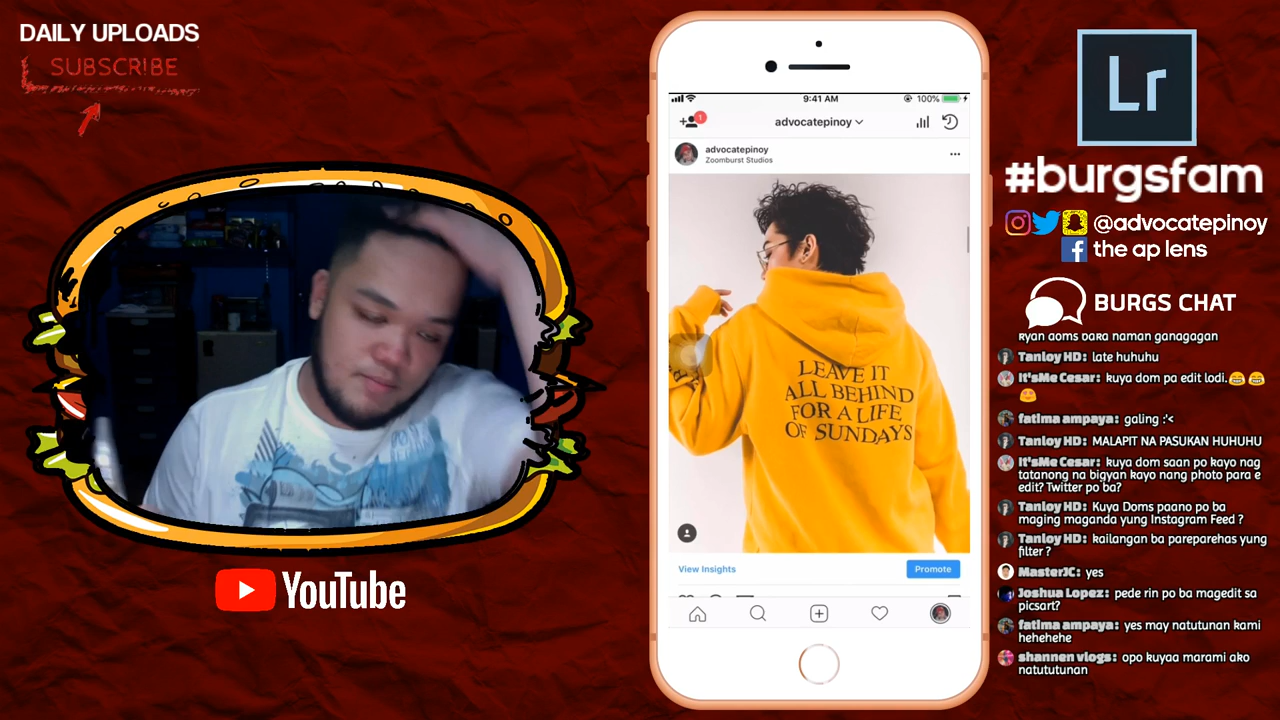 DAILY UPLOADS
SUBSCRIBE
YouTube
9:41 AM
100%
1
advocatepinoy
advocatepinoy
Zoomburst Studios
LEAVE IT
ALL BEHIND
FOR A LIFE
OF SUNDAYS
View Insights
Promote
Lr
#burgsfam
@advocatepinoy
the ap lens
BURGS CHAT
naman ganagagan
Tanloy HD: late huhuhu
It'sMe Cesar: kuya dom pa edit lodi.😂😂
😍
fatima ampaya: galing :'<
Tanloy HD: MALAPIT NA PASUKAN HUHUHU
It'sMe Cesar: kuya dom saan po kayo nag
tatanong na bigyan kayo nang photo para e
edit? Twitter po ba?
Tanloy HD: Kuya Doms paano po ba
maging maganda yung Instagram Feed ?
Tanloy HD: kailangan ba pareparehas yung
filter ?
MasterJC: yes
Joshua Lopez: pede rin po ba magedit sa
picsart?
fatima ampaya: yes may natutunan kami
hehehehe
shannen vlogs: opo kuyaa marami ako
natututunan